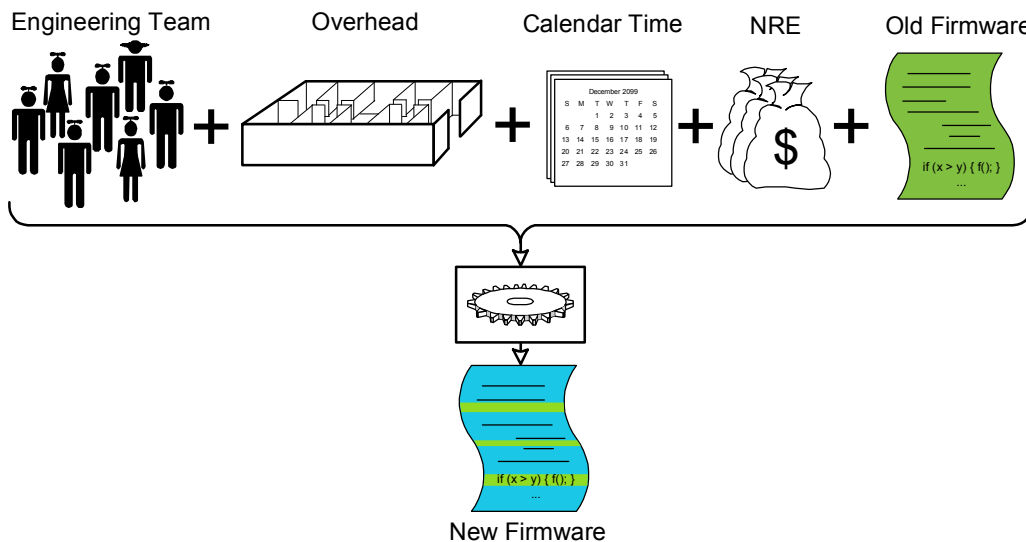 Engineering Team
Overhead
Calendar Time
NRE
Old Firmware
December 2099
S M T W T F S
1 2 3 4 5
6 7 8 9 10 11 12
13 14 15 16 17 18 19
20 21 22 23 24 25 26
27 28 29 30 31
$
if (x > y) { f(); }
...
if (x > y) { f(); }
...
New Firmware